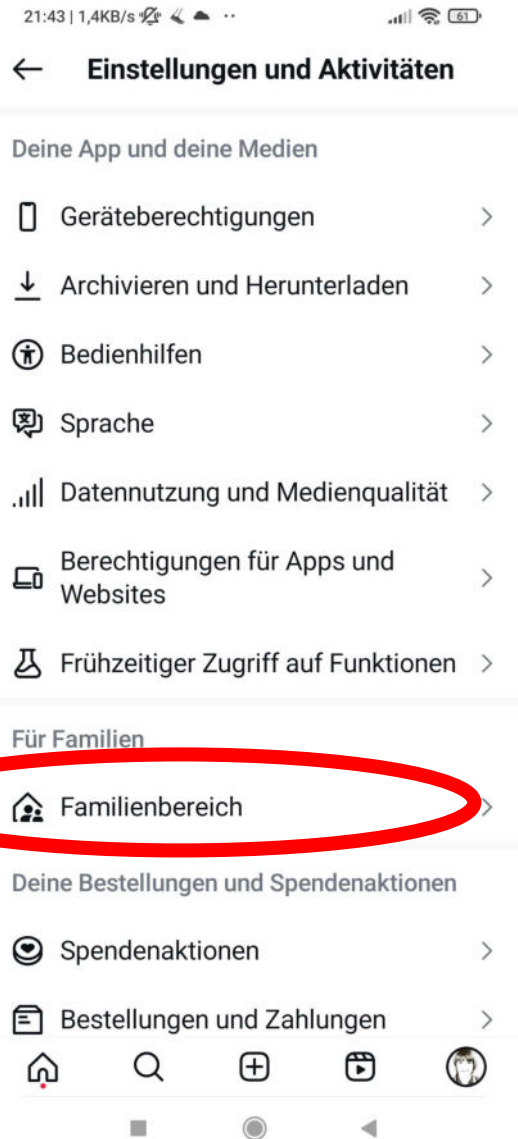 21:43 | 1,4KB/s
61
Einstellungen und Aktivitäten
Deine App und deine Medien
Geräteberechtigungen
Archivieren und Herunterladen
Bedienhilfen
Sprache
Datennutzung und Medienqualität
Berechtigungen für Apps und
Websites
Frühzeitiger Zugriff auf Funktionen
Für Familien
Familienbereich
Deine Bestellungen und Spendenaktionen
Spendenaktionen
Bestellungen und Zahlungen